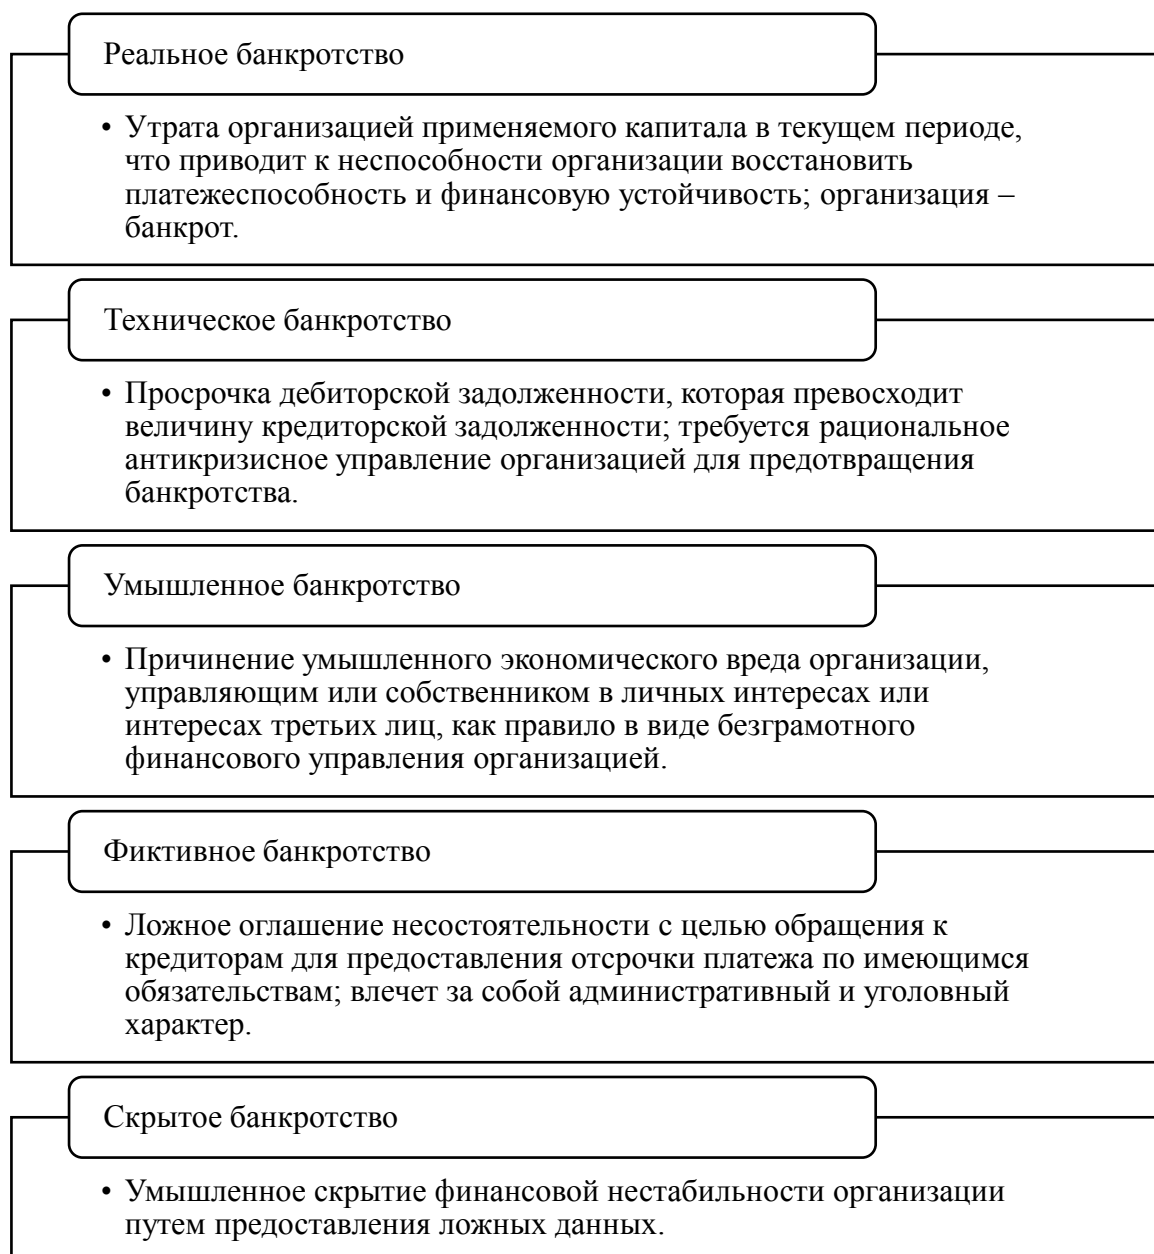 Реальное банкротство
• Утрата организацией применяемого капитала в текущем периоде,
что приводит к неспособности организации восстановить
платежеспособность и финансовую устойчивость; организация –
банкрот.
Техническое банкротство
• Просрочка дебиторской задолженности, которая превосходит
величину кредиторской задолженности; требуется рациональное
антикризисное управление организацией для предотвращения
банкротства.
Умышленное банкротство
• Причинение умышленного экономического вреда организации,
управляющим или собственником в личных интересах или
интересах третьих лиц, как правило в виде безграмотного
финансового управления организацией.
Фиктивное банкротство
• Ложное оглашение несостоятельности с целью обращения к
кредиторам для предоставления отсрочки платежа по имеющимся
обязательствам; влечет за собой административный и уголовный
характер.
Скрытое банкротство
• Умышленное скрытие финансовой нестабильности организации
путем предоставления ложных данных.